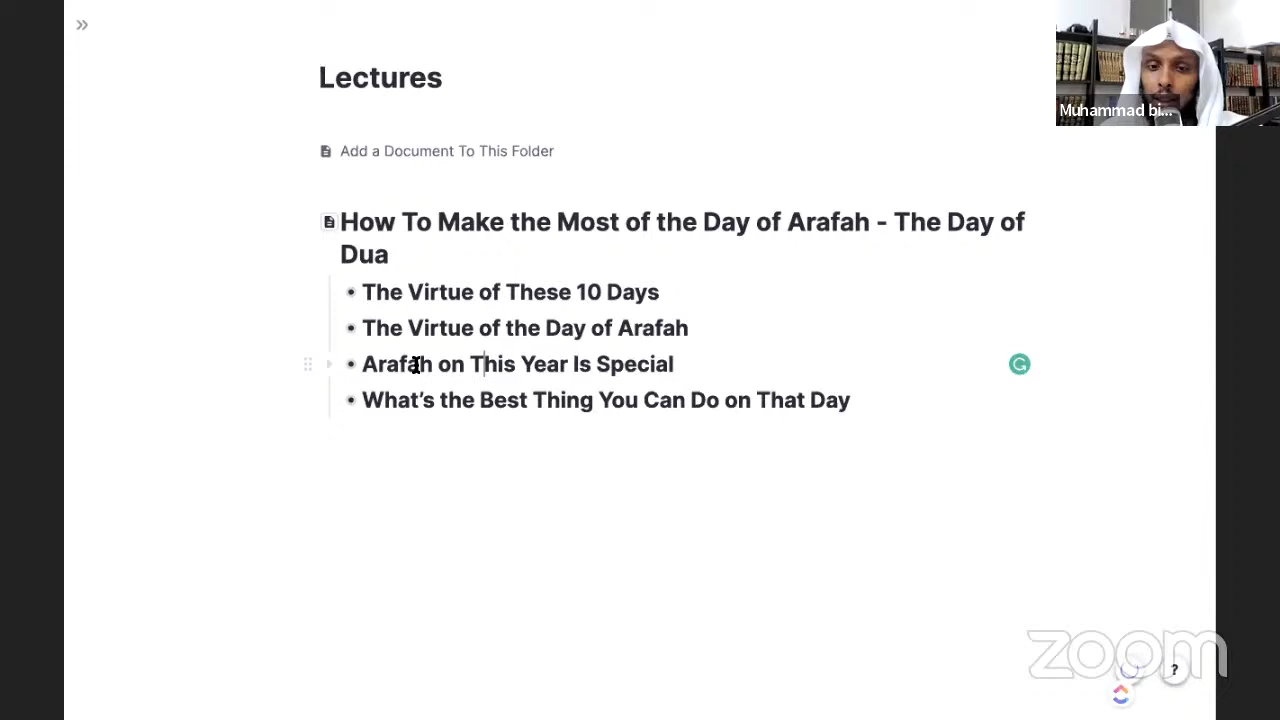 »
Muhammad bi...
Lectures
Add a Document To This Folder
How To Make the Most of the Day of Arafah - The Day of
Dua
• The Virtue of These 10 Days
• The Virtue of the Day of Arafah
• Arafah on This Year Is Special
• What’s the Best Thing You Can Do on That Day
zoom
?